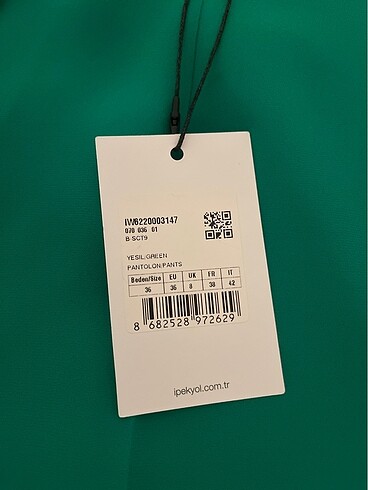 IW6220003147
070 036 01
B-SCT9
YESIL/GREEN
PANTOLON/PANTS
Beden/Size EU UK FR IT
36 36 8 38 42
8 682528 972629
ipekyol.com.tr